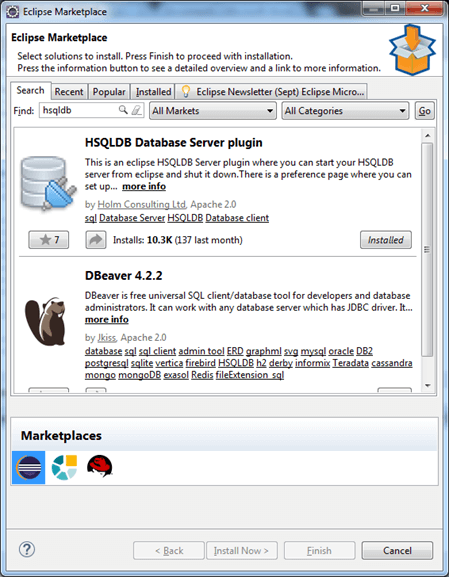 Eclipse Marketplace
Eclipse Marketplace
Select solutions to install. Press Finish to proceed with installation.
Press the information button to see a detailed overview and a link to more information.
Search Recent Popular Installed Eclipse Newsletter (Sept) Eclipse Micro...
Find: hsqldb All Markets All Categories Go
HSQLDB Database Server plugin
This is an eclipse HSQLDB Server plugin where you can start your HSQLDB
server from eclipse and shut it down.There is a preference page where you can
set up... more info
by Holm Consulting Ltd, Apache 2.0
sql Database Server HSQLDB Database client
7 Installs: 10.3K (137 last month) Installed
DBeaver 4.2.2
DBeaver is free universal SQL client/database tool for developers and database
administrators. It can work with any database server which has JDBC driver. It...
more info
by Jkiss, Apache 2.0
database sql sql client admin tool ERD graphml svg mysql oracle DB2
postgresql sqlite vertica firebird HSQLDB h2 derby informix Teradata cassandra
mongo mongoDB exasol Redis fileExtension_sql
Marketplaces
? < Back Install Now > Finish Cancel